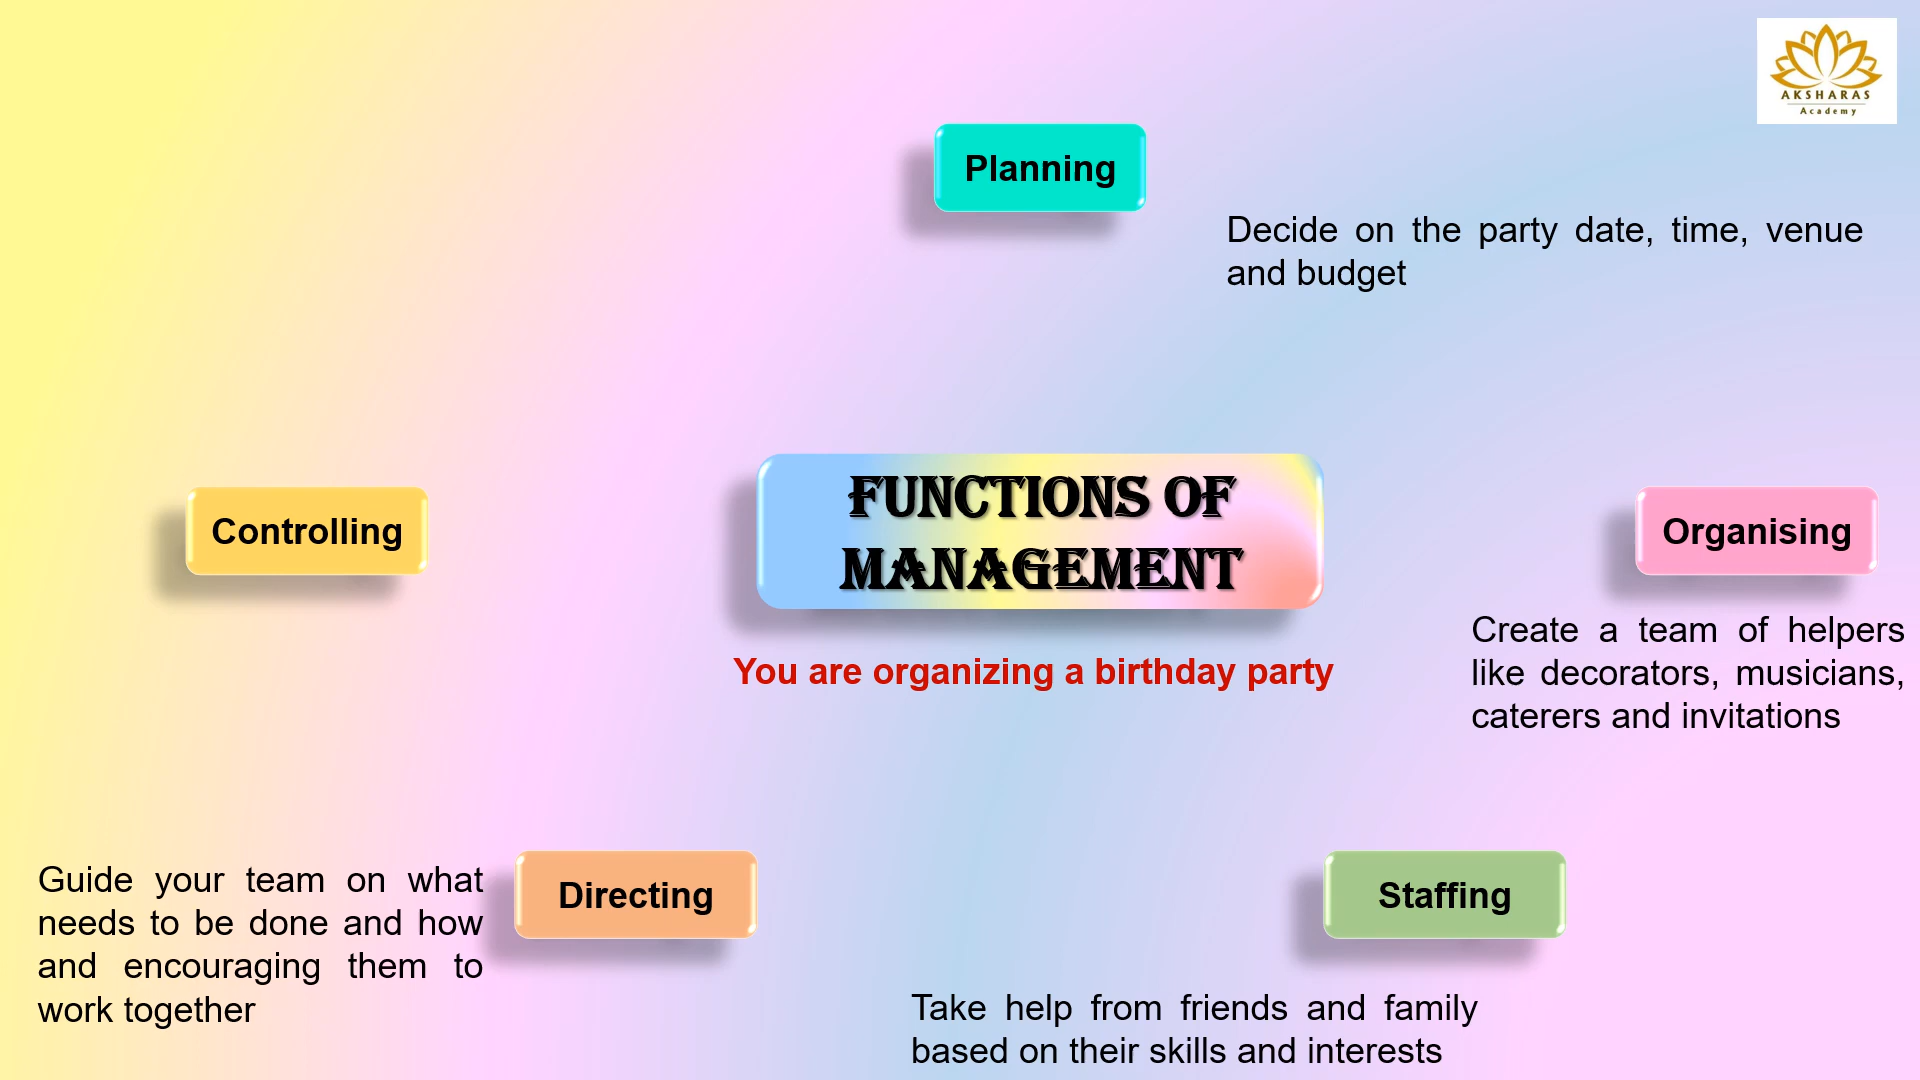 AKSHARAS
Academy
Planning
Decide on the party date, time, venue
and budget
FUNCTIONS OF
MANAGEMENT
You are organizing a birthday party
Controlling
Organising
Create a team of helpers
like decorators, musicians,
caterers and invitations
Guide your team on what
needs to be done and how
and encouraging them to
work together
Directing
Staffing
Take help from friends and family
based on their skills and interests